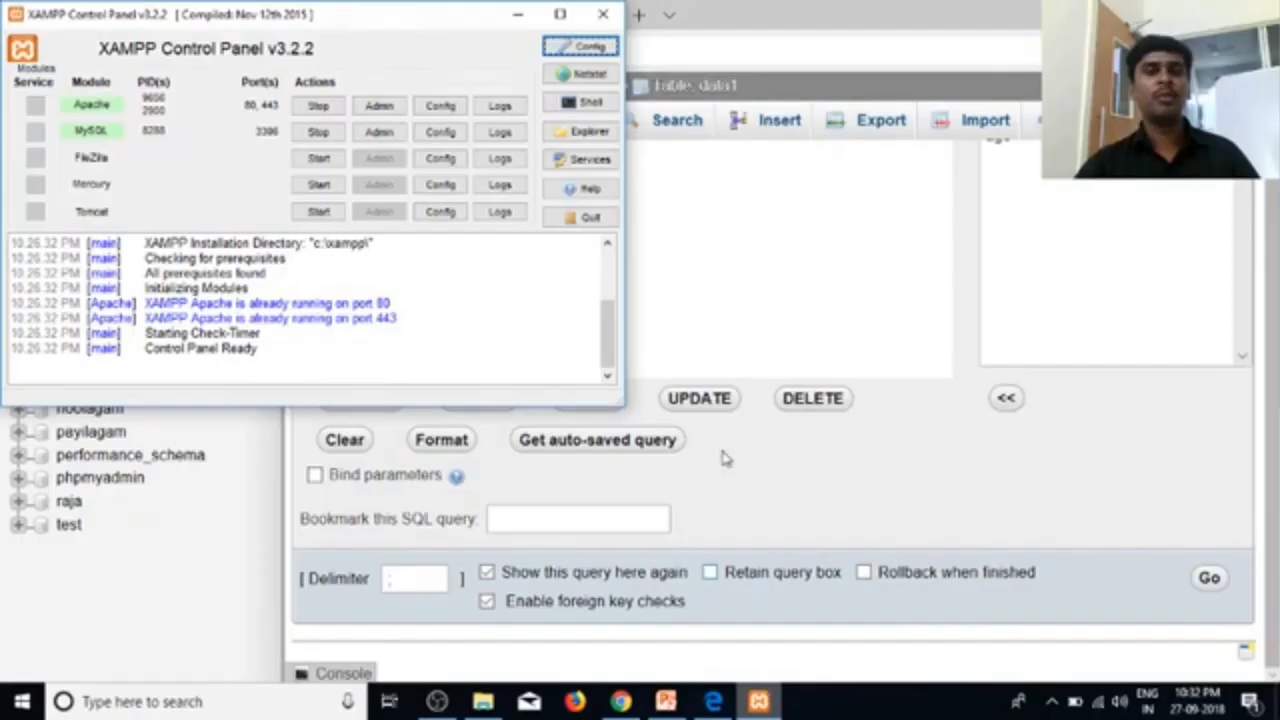 XAMPP Control Panel v3.2.2 [ Compiled: Nov 12th 2015 ]
XAMPP Control Panel v3.2.2
Config
Modules
Service Module PID(s) Port(s) Actions
Netstat
Apache 9656 2900 80, 443 Stop Admin Config Logs
Shell
MySQL 8288 3306 Stop Admin Config Logs
Explorer
FileZilla Start Admin Config Logs
Services
Mercury Start Admin Config Logs
Help
Tomcat Start Admin Config Logs
Quit
10.26.32 PM [main] XAMPP Installation Directory: "c:\xampp\"
10.26.32 PM [main] Checking for prerequisites
10.26.32 PM [main] All prerequisites found
10.26.32 PM [main] Initializing Modules
10.26.32 PM [Apache] XAMPP Apache is already running on port 80
10.26.32 PM [Apache] XAMPP Apache is already running on port 443
10.26.32 PM [main] Starting Check-Timer
10.26.32 PM [main] Control Panel Ready
Table: data1
Search Insert Export Import
UPDATE DELETE <<
Clear Format Get auto-saved query
Bind parameters
Bookmark this SQL query:
[ Delimiter ; ] Show this query here again Retain query box Rollback when finished Go
Enable foreign key checks
Console
noolagam
payilagam
performance_schema
phpmyadmin
raja
test
Type here to search
ENG
IN
10:32 PM
27-09-2018